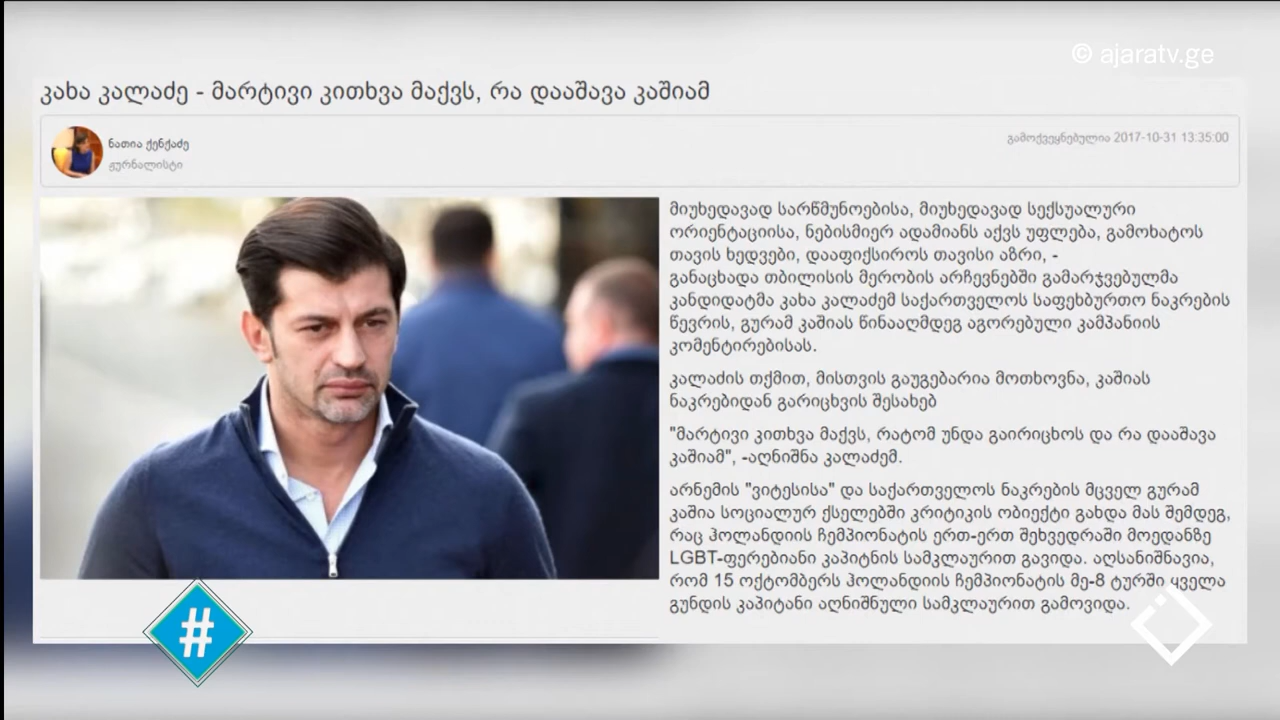 © ajaratv.ge
კახა კალაძე - მარტივი კითხვა მაქვს, რა დააშავა კაშიამ
ნათია ქენქაძე
ჟურნალისტი
გამოქვეყნებულია 2017-10-31 13:35:00
მიუხედავად სარწმუნოებისა, მიუხედავად სექსუალური
ორიენტაციისა, ნებისმიერ ადამიანს აქვს უფლება, გამოხატოს
თავის ხედვები, დააფიქსიროს თავისი აზრი, -
განაცხადა თბილისის მერობის არჩევნებში გამარჯვებულმა
კანდიდატმა კახა კალაძემ საქართველოს საფეხბურთო ნაკრების
წევრის, გურამ კაშიას წინააღმდეგ აგორებული კამპანიის
კომენტირებისას.
კალაძის თქმით, მისთვის გაუგებარია მოთხოვნა, კაშიას
ნაკრებიდან გარიცხვის შესახებ
"მარტივი კითხვა მაქვს, რატომ უნდა გაირიცხოს და რა დააშავა
კაშიამ", -აღნიშნა კალაძემ.
არნემის "ვიტესისა" და საქართველოს ნაკრების მცველ გურამ
კაშია სოციალურ ქსელებში კრიტიკის ობიექტი გახდა მას შემდეგ,
რაც ჰოლანდიის ჩემპიონატის ერთ-ერთ შეხვედრაში მოედანზე
LGBT-ფერებიანი კაპიტნის სამკლაურით გავიდა. აღსანიშნავია,
რომ 15 ოქტომბერს ჰოლანდიის ჩემპიონატის მე-8 ტურში ყველა
გუნდის კაპიტანი აღნიშნული სამკლაურით გამოვიდა.
#